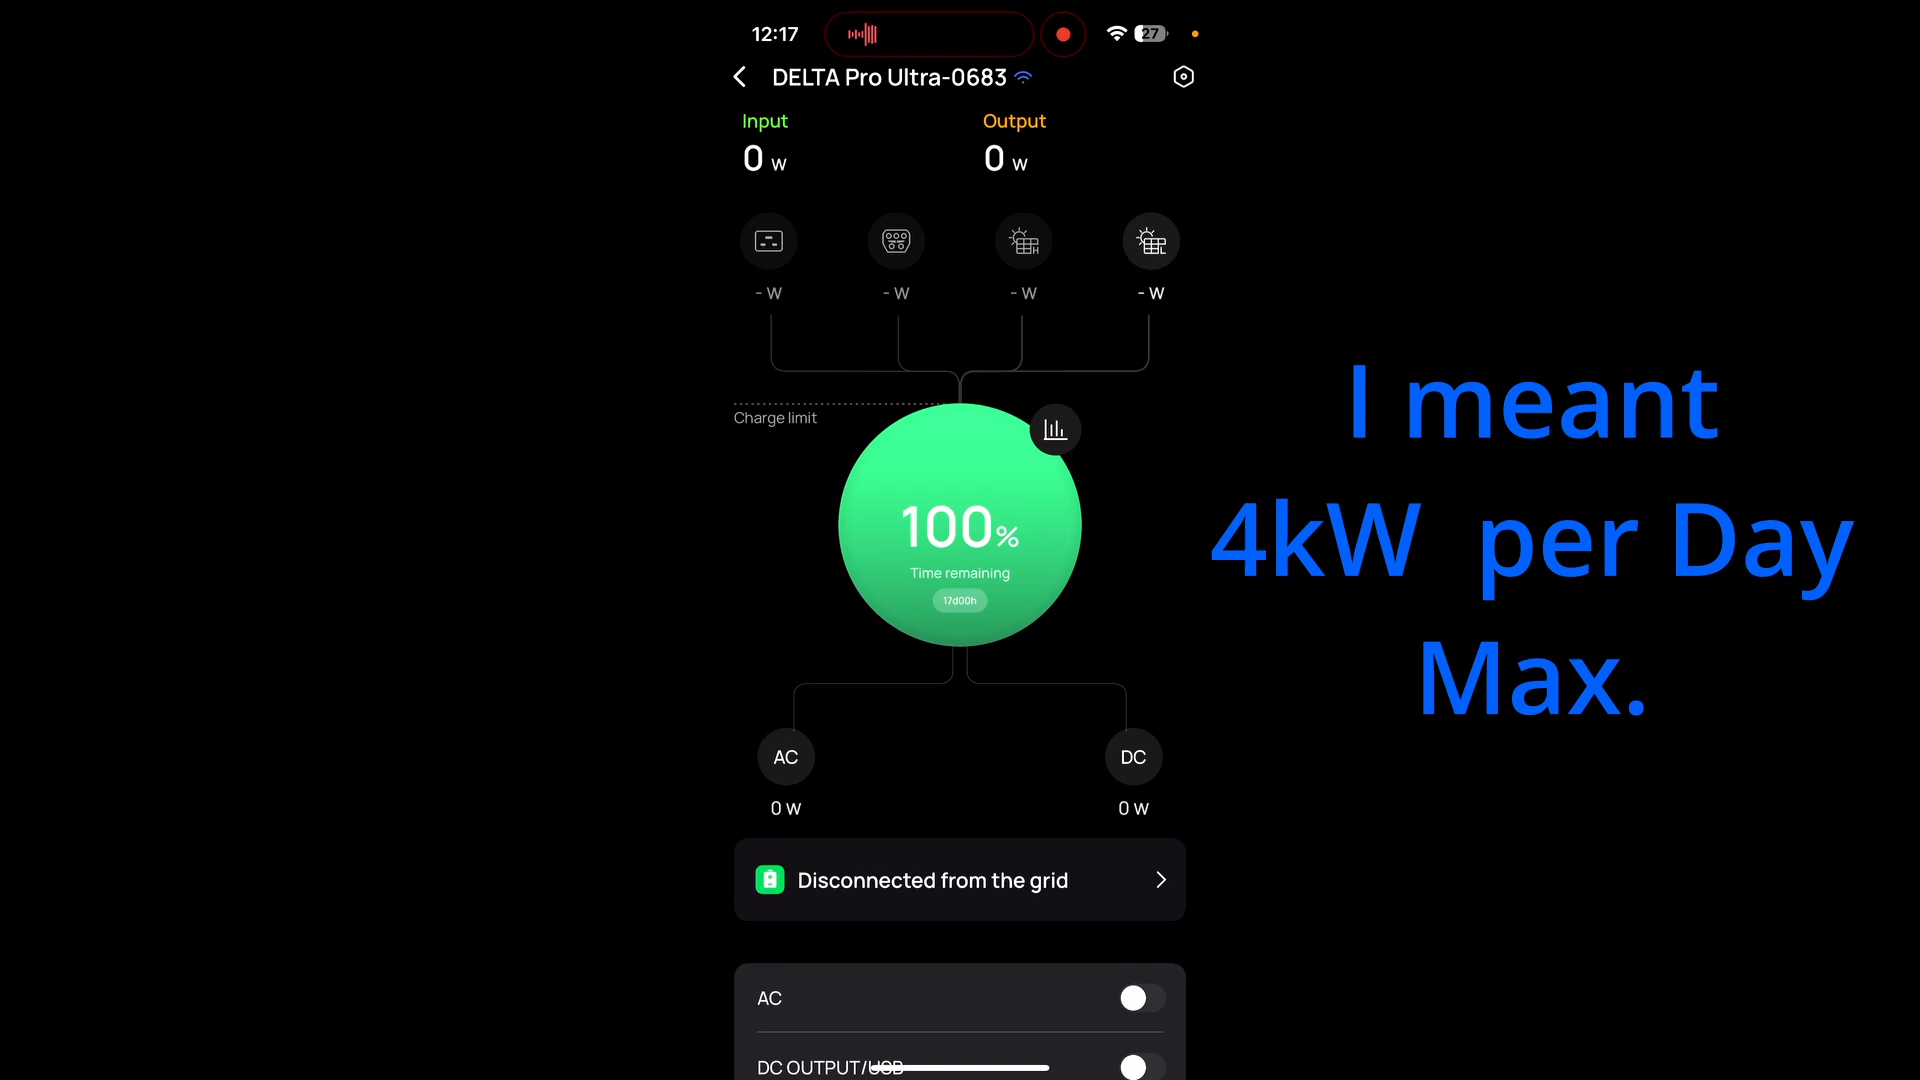 12:17
27
DELTA Pro Ultra-0683
Input
Output
0 W
0 W
H
L
- W
- W
- W
- W
Charge limit
100%
Time remaining
17d00h
AC
DC
0 W
0 W
Disconnected from the grid
AC
DC OUTPUT/USB
I meant
4kW per Day
Max.